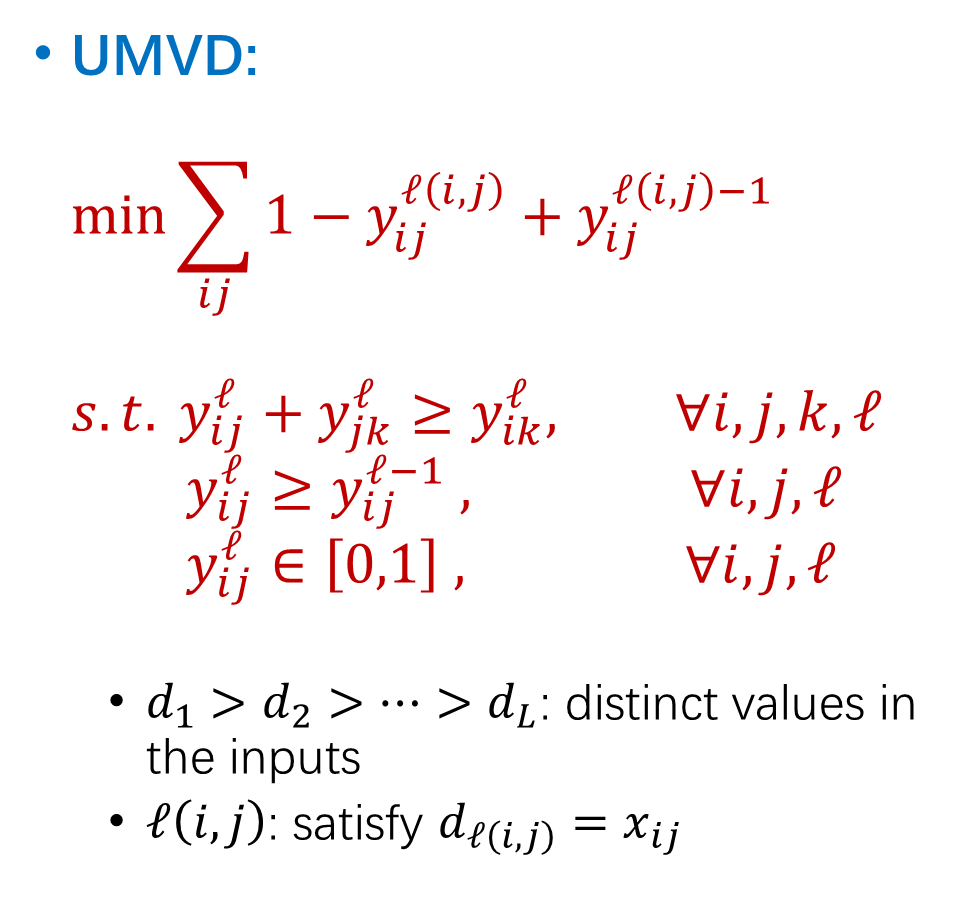 • UMVD:
min ∑_{ij} 1 − y_{ij}^{ℓ(i,j)} + y_{ij}^{ℓ(i,j)−1}
s.t. y_{ij}^{ℓ} + y_{jk}^{ℓ} ≥ y_{ik}^{ℓ}, ∀i,j,k,ℓ
y_{ij}^{ℓ} ≥ y_{ij}^{ℓ−1} , ∀i,j,ℓ
y_{ij}^{ℓ} ∈ [0,1] , ∀i,j,ℓ
• d_1 > d_2 > ⋯ > d_L: distinct values in
the inputs
• ℓ(i,j): satisfy d_{ℓ(i,j)} = x_{ij}